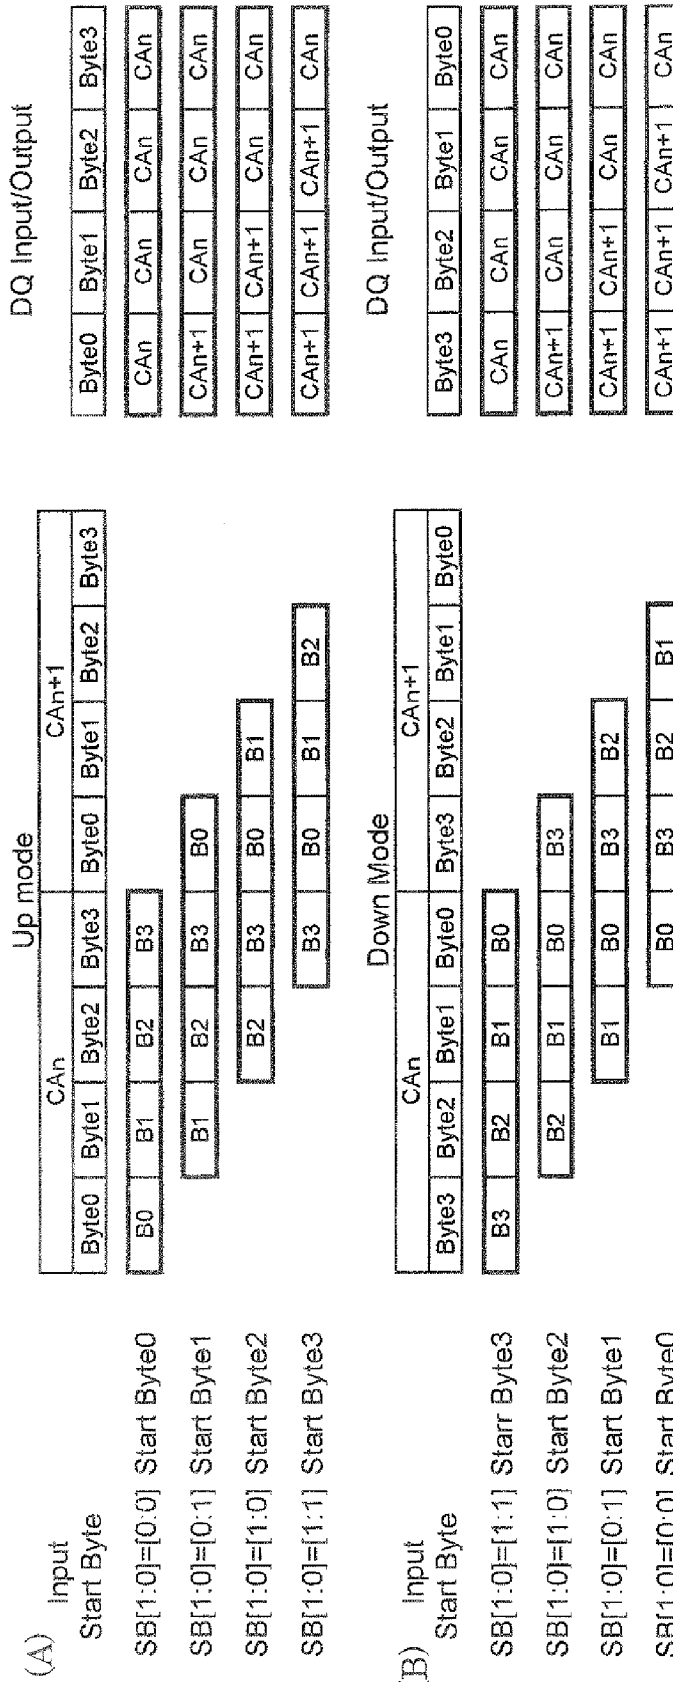 (A)
Input
Start Byte
Up mode
DQ Input/Output
CAn CAn+1
Byte0 Byte1 Byte2 Byte3 Byte0 Byte1 Byte2 Byte3
Byte0 Byte1 Byte2 Byte3
SB[1:0]=[0:0] Start Byte0 B0 B1 B2 B3 CAn CAn CAn CAn
SB[1:0]=[0:1] Start Byte1 B1 B2 B3 B0 CAn+1 CAn CAn CAn
SB[1:0]=[1:0] Start Byte2 B2 B3 B0 B1 CAn+1 CAn+1 CAn CAn
SB[1:0]=[1:1] Start Byte3 B3 B0 B1 B2 CAn+1 CAn+1 CAn+1 CAn
B)
Input
Start Byte
Down Mode
DQ Input/Output
CAn CAn+1
Byte3 Byte2 Byte1 Byte0 Byte3 Byte2 Byte1 Byte0
Byte3 Byte2 Byte1 Byte0
SB[1:0]=[1:1] Starr Byte3 B3 B2 B1 B0 CAn CAn CAn CAn
SB[1:0]=[1:0] Start Byte2 B2 B1 B0 B3 CAn+1 CAn CAn CAn
SB[1:0]=[0:1] Start Byte1 B1 B0 B3 B2 CAn+1 CAn+1 CAn CAn
SB[1:0]=[0:0] Start Byte0 B0 B3 B2 B1 CAn+1 CAn+1 CAn+1 CAn